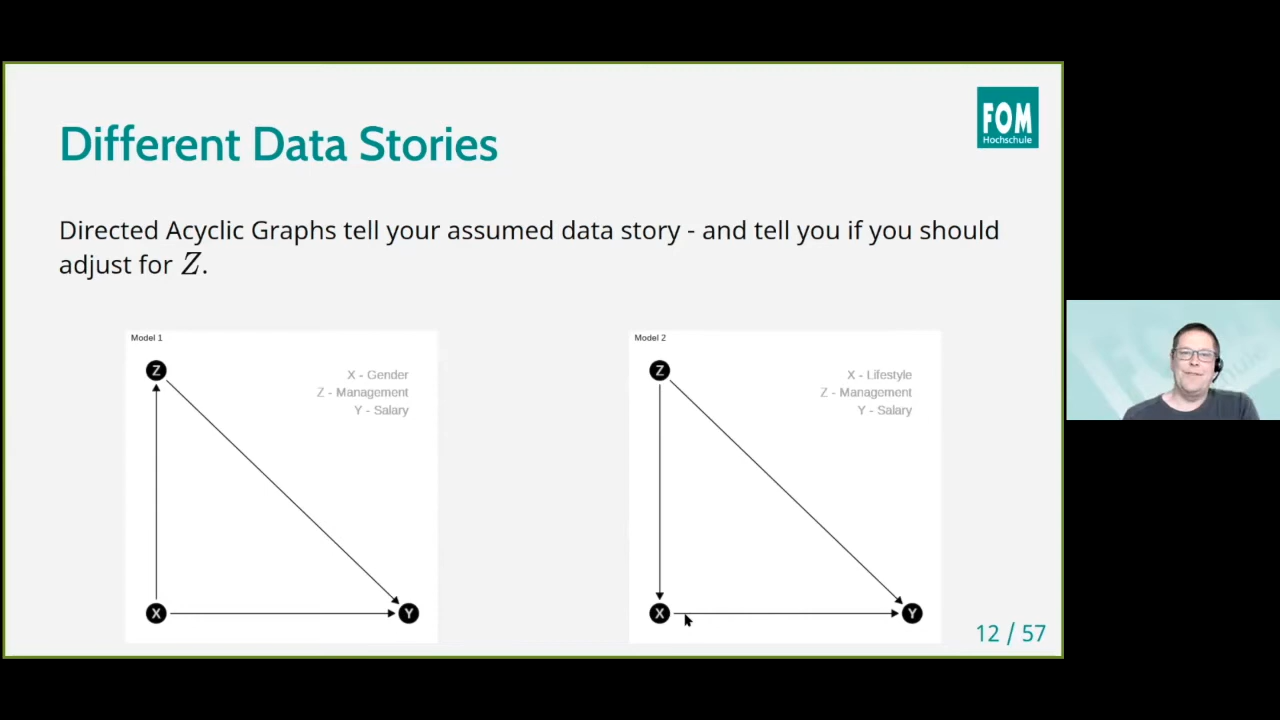 Different Data Stories
FOM
Hochschule
Directed Acyclic Graphs tell your assumed data story - and tell you if you should
adjust for Z.
Model 1
Z
X - Gender
Z - Management
Y - Salary
X
Y
Model 2
Z
X - Lifestyle
Z - Management
Y - Salary
X
Y
12 / 57